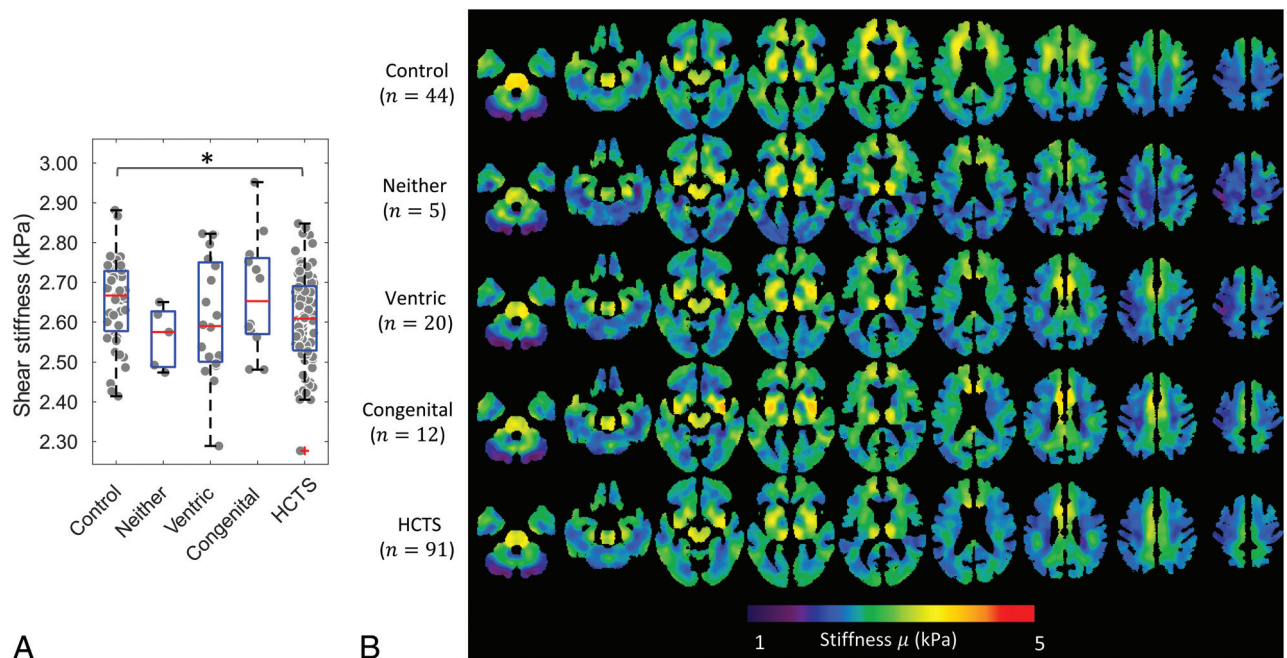 Control
(n = 44)
Neither
(n = 5)
Ventric
(n = 20)
Congenital
(n = 12)
HCTS
(n = 91)
*
3.00
2.90
2.80
2.70
2.60
2.50
2.40
2.30
Shear stiffness (kPa)
Control
Neither
Ventric
Congenital
HCTS
1
Stiffness μ (kPa)
5
A
B